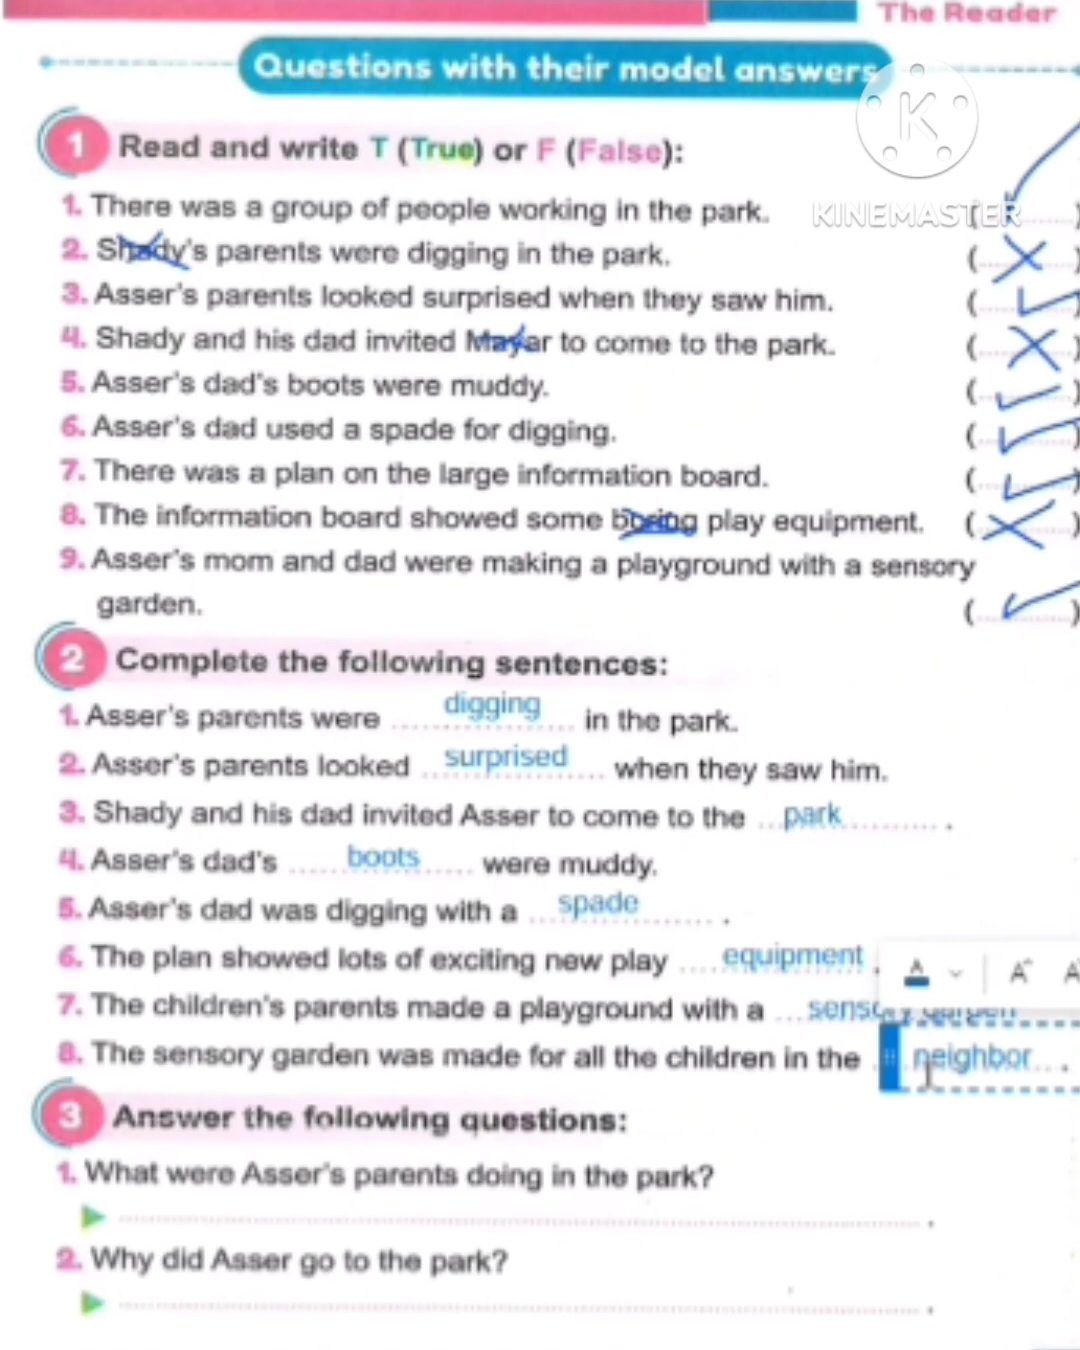 The Reader
Questions with their model answers
K
KINEMASTER
1 Read and write T (True) or F (False):
1. There was a group of people working in the park. (
2. Shady's parents were digging in the park. (...X...)
3. Asser's parents looked surprised when they saw him. (...✓
4. Shady and his dad invited Mayar to come to the park. (...X...)
5. Asser's dad's boots were muddy. (...✓...)
6. Asser's dad used a spade for digging. (...✓...)
7. There was a plan on the large information board. (...✓...)
8. The information board showed some boring play equipment. (...X...)
9. Asser's mom and dad were making a playground with a sensory
garden. (...✓...)
2 Complete the following sentences:
1. Asser's parents were digging in the park.
2. Asser's parents looked surprised when they saw him.
3. Shady and his dad invited Asser to come to the park.
4. Asser's dad's boots were muddy.
5. Asser's dad was digging with a spade.
6. The plan showed lots of exciting new play equipment.
7. The children's parents made a playground with a sensory garden
8. The sensory garden was made for all the children in the neighbor.
3 Answer the following questions:
1. What were Asser's parents doing in the park?
2. Why did Asser go to the park?